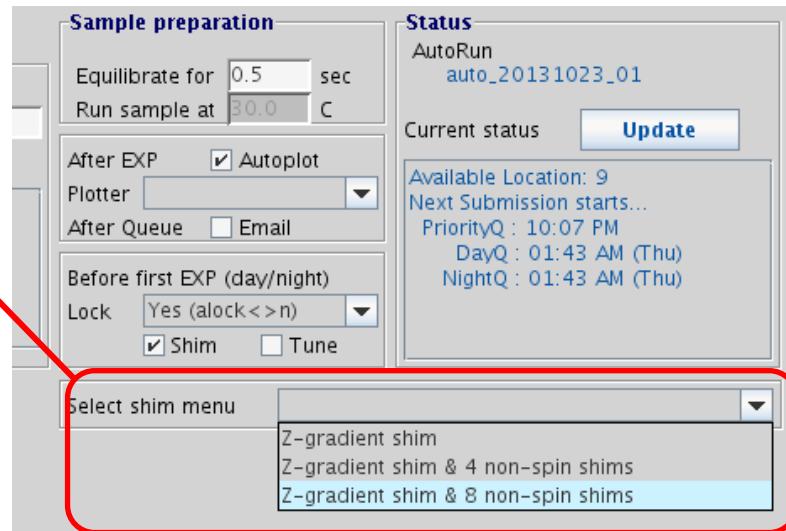 Sample preparation
Equilibrate for 0.5 sec
Run sample at 30.0 C
After EXP Autoplot
Plotter
After Queue Email
Before first EXP (day/night)
Lock Yes (alock<>n)
Shim Tune
Status
AutoRun
auto_20131023_01
Current status Update
Available Location: 9
Next Submission starts...
PriorityQ : 10:07 PM
DayQ : 01:43 AM (Thu)
NightQ : 01:43 AM (Thu)
Select shim menu
Z-gradient shim
Z-gradient shim & 4 non-spin shims
Z-gradient shim & 8 non-spin shims